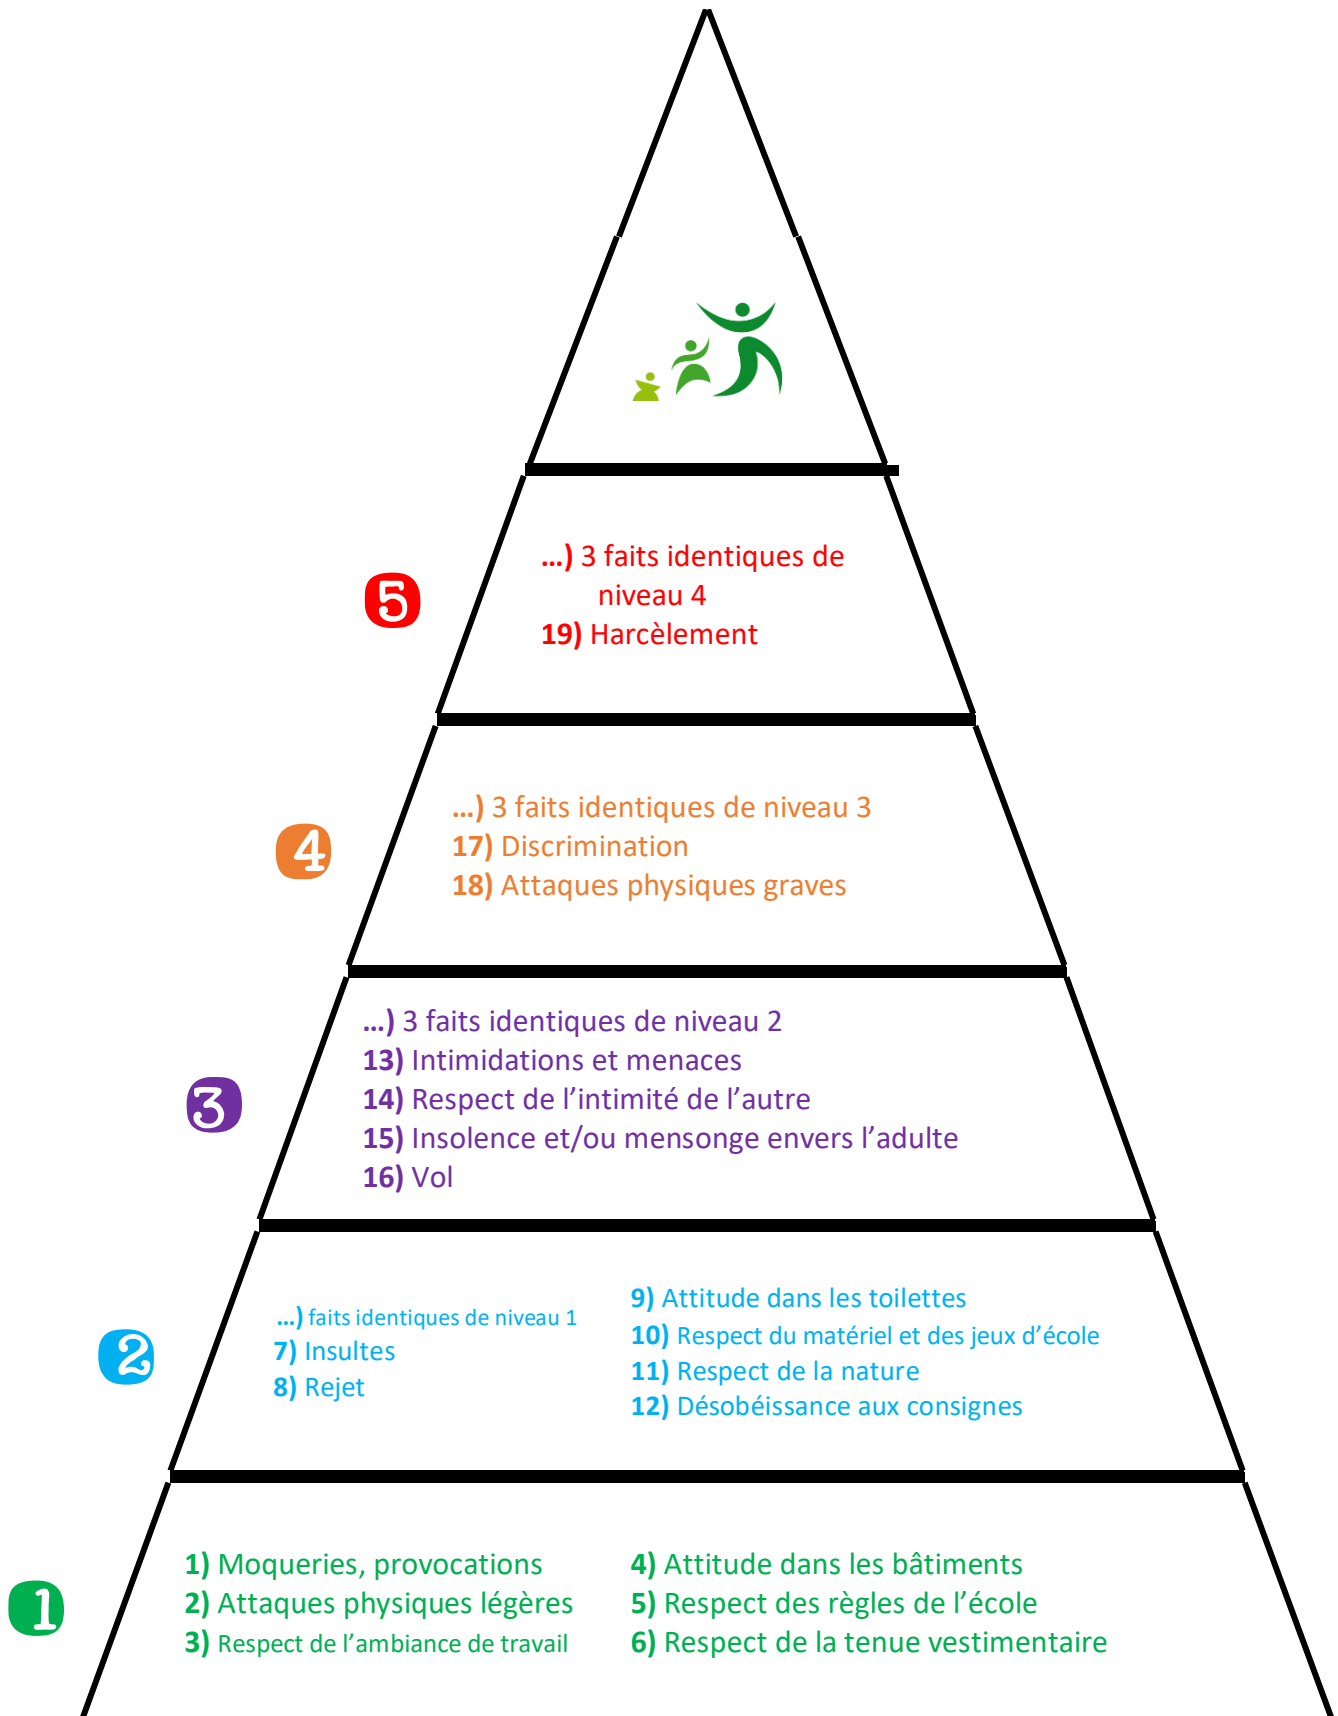 5
...) 3 faits identiques de
niveau 4
19) Harcèlement
4
...) 3 faits identiques de niveau 3
17) Discrimination
18) Attaques physiques graves
3
...) 3 faits identiques de niveau 2
13) Intimidations et menaces
14) Respect de l’intimité de l’autre
15) Insolence et/ou mensonge envers l’adulte
16) Vol
2
...) faits identiques de niveau 1
7) Insultes
8) Rejet
9) Attitude dans les toilettes
10) Respect du matériel et des jeux d’école
11) Respect de la nature
12) Désobéissance aux consignes
1
1) Moqueries, provocations
2) Attaques physiques légères
3) Respect de l’ambiance de travail
4) Attitude dans les bâtiments
5) Respect des règles de l’école
6) Respect de la tenue vestimentaire